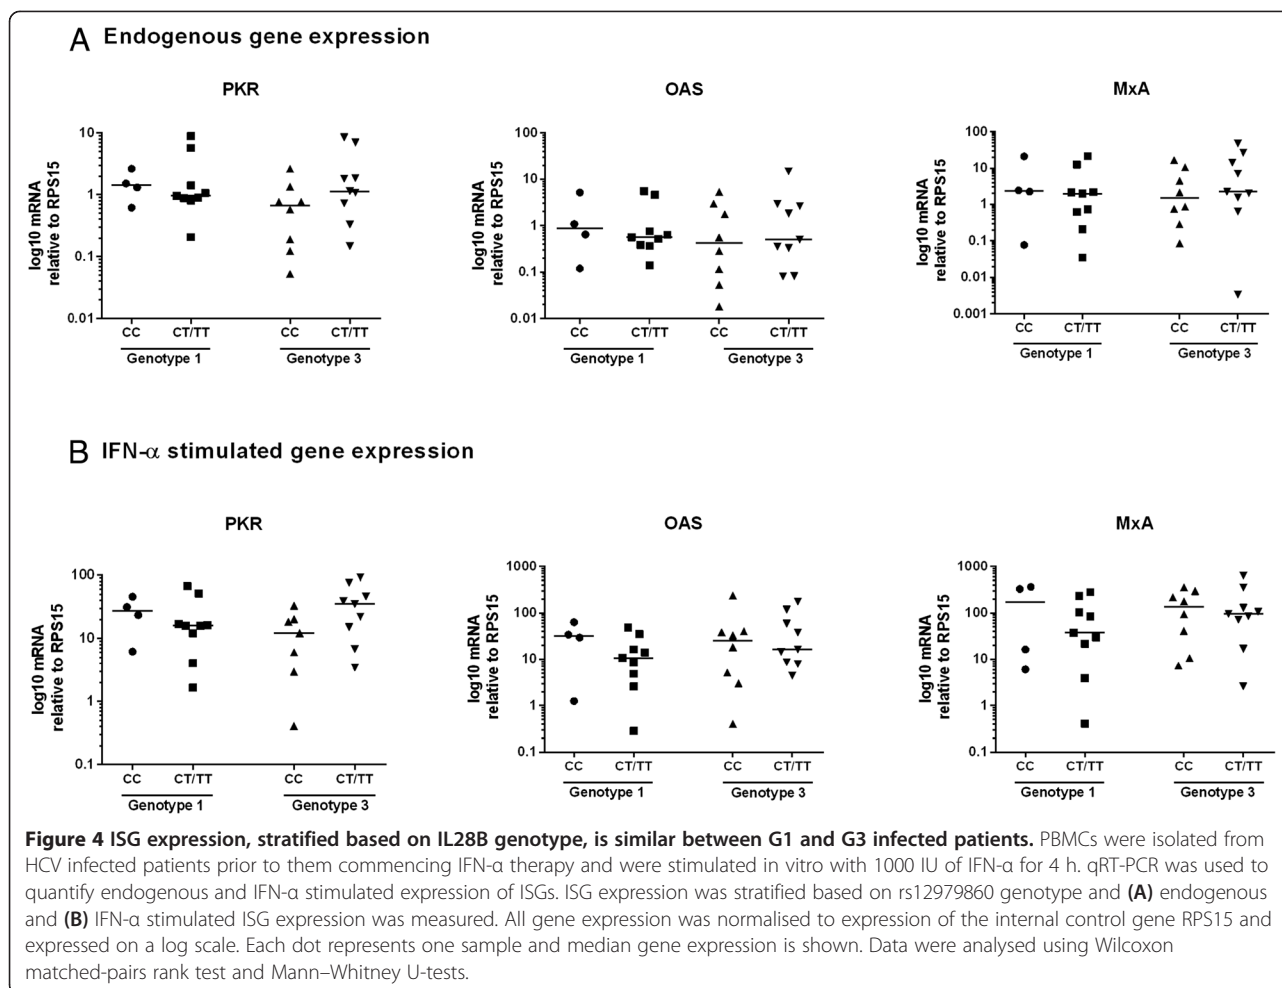 A Endogenous gene expression
PKR
OAS
MxA
log10 mRNA
relative to RPS15
10
1
0.1
0.01
CC
CT/TT
CC
CT/TT
Genotype 1
Genotype 3
log10 mRNA
relative to RPS15
100
10
1
0.1
0.01
CC
CT/TT
CC
CT/TT
Genotype 1
Genotype 3
log10 mRNA
relative to RPS15
100
10
1
0.1
0.01
0.001
CC
CT/TT
CC
CT/TT
Genotype 1
Genotype 3
B IFN-α stimulated gene expression
PKR
OAS
MxA
log10 mRNA
relative to RPS15
100
10
1
0.1
CC
CT/TT
CC
CT/TT
Genotype 1
Genotype 3
log10 mRNA
relative to RPS15
1000
100
10
1
0.1
CC
CT/TT
CC
CT/TT
Genotype 1
Genotype 3
log10 mRNA
relative to RPS15
1000
100
10
1
0.1
CC
CT/TT
CC
CT/TT
Genotype 1
Genotype 3
Figure 4 ISG expression, stratified based on IL28B genotype, is similar between G1 and G3 infected patients. PBMCs were isolated from
HCV infected patients prior to them commencing IFN-α therapy and were stimulated in vitro with 1000 IU of IFN-α for 4 h. qRT-PCR was used to
quantify endogenous and IFN-α stimulated expression of ISGs. ISG expression was stratified based on rs12979860 genotype and (A) endogenous
and (B) IFN-α stimulated ISG expression was measured. All gene expression was normalised to expression of the internal control gene RPS15 and
expressed on a log scale. Each dot represents one sample and median gene expression is shown. Data were analysed using Wilcoxon
matched-pairs rank test and Mann–Whitney U-tests.